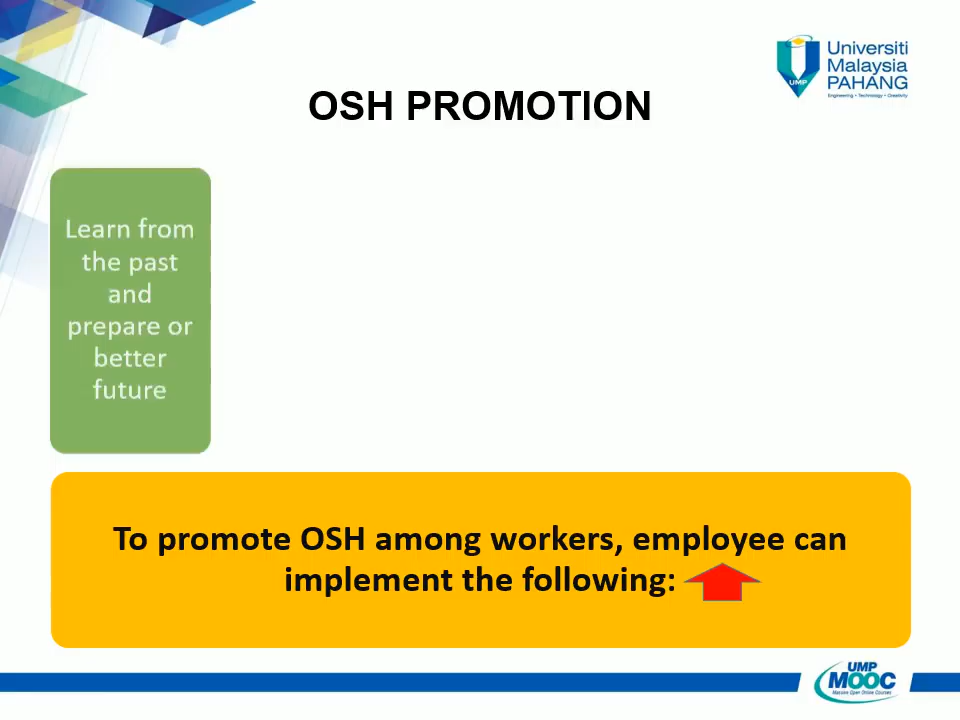 Universiti
Malaysia
PAHANG
Engineering • Technology • Creativity
UMP
OSH PROMOTION
Learn from
the past
and
prepare or
better
future
To promote OSH among workers, employee can
implement the following:
UMP
MOOC
Massive Open Online Courses